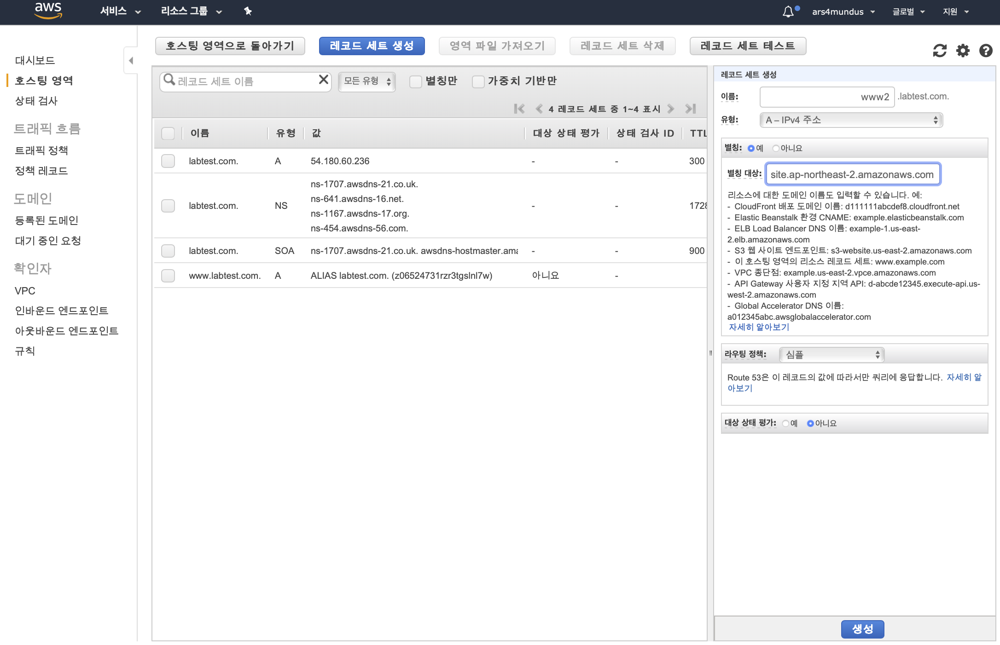 aws
서비스
리소스 그룹
ars4mundus
글로벌
지원
대시보드
호스팅 영역
상태 검사
트래픽 흐름
트래픽 정책
정책 레코드
도메인
등록된 도메인
대기 중인 요청
확인자
VPC
인바운드 엔드포인트
아웃바운드 엔드포인트
규칙
호스팅 영역으로 돌아가기
레코드 세트 생성
영역 파일 가져오기
레코드 세트 삭제
레코드 세트 테스트
레코드 세트 이름
모든 유형
별칭만
가중치 기반만
4 레코드 세트 중 1~4 표시
이름 유형 값 대상 상태 평가 상태 검사 ID TTL
labtest.com. A 54.180.60.236 - - 300
labtest.com. NS ns-1707.awsdns-21.co.uk. - - 1728
ns-641.awsdns-16.net.
ns-1167.awsdns-17.org.
ns-454.awsdns-56.com.
labtest.com. SOA ns-1707.awsdns-21.co.uk. awsdns-hostmaster.ama - - 900
www.labtest.com. A ALIAS labtest.com. (z06524731rzr3tgslnl7w) 아니요 -
레코드 세트 생성
이름: www2 .labtest.com.
유형: A – IPv4 주소
별칭: 예 아니요
별칭 대상: site.ap-northeast-2.amazonaws.com
리소스에 대한 도메인 이름도 입력할 수 있습니다. 예:
- CloudFront 배포 도메인 이름: d111111abcdef8.cloudfront.net
- Elastic Beanstalk 환경 CNAME: example.elasticbeanstalk.com
- ELB Load Balancer DNS 이름: example-1.us-east-
2.elb.amazonaws.com
- S3 웹 사이트 엔드포인트: s3-website.us-east-2.amazonaws.com
- 이 호스팅 영역의 리소스 레코드 세트: www.example.com
- VPC 종단점: example.us-east-2.vpce.amazonaws.com
- API Gateway 사용자 지정 지역 API: d-abcde12345.execute-api.us-
west-2.amazonaws.com
- Global Accelerator DNS 이름:
a012345abc.awsglobalaccelerator.com
자세히 알아보기
라우팅 정책: 심플
Route 53은 이 레코드의 값에 따라서만 쿼리에 응답합니다. 자세히 알
아보기
대상 상태 평가: 예 아니요
생성